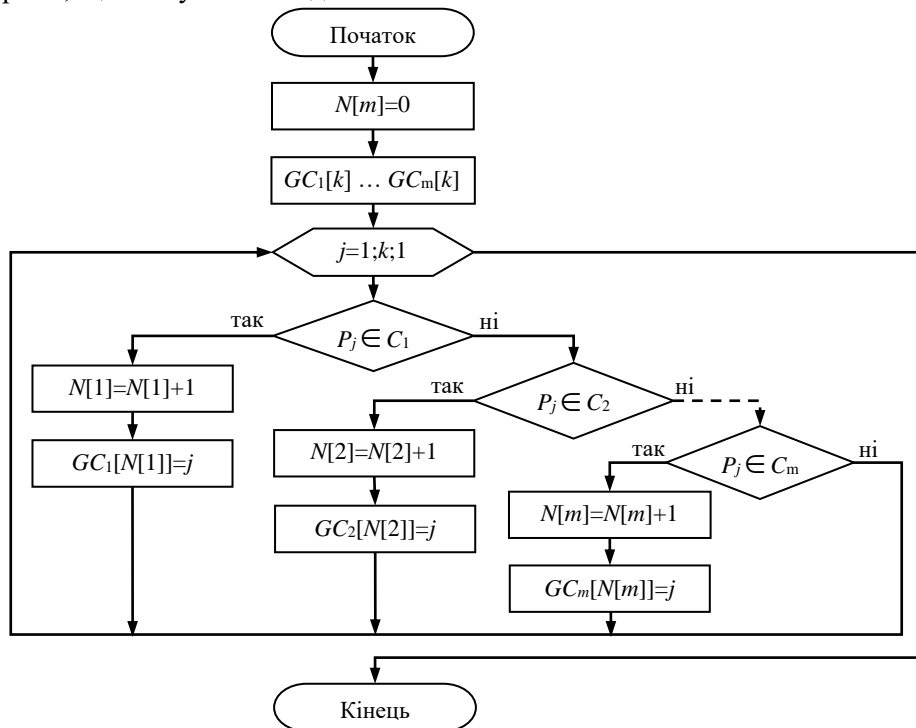 Початок
N[m]=0
GC₁[k] … GCₘ[k]
j=1;k;1
так
Pⱼ ∈ C₁
ні
N[1]=N[1]+1
GC₁[N[1]]=j
так
Pⱼ ∈ C₂
ні
N[2]=N[2]+1
GC₂[N[2]]=j
так
Pⱼ ∈ Cₘ
ні
N[m]=N[m]+1
GCₘ[N[m]]=j
Кінець